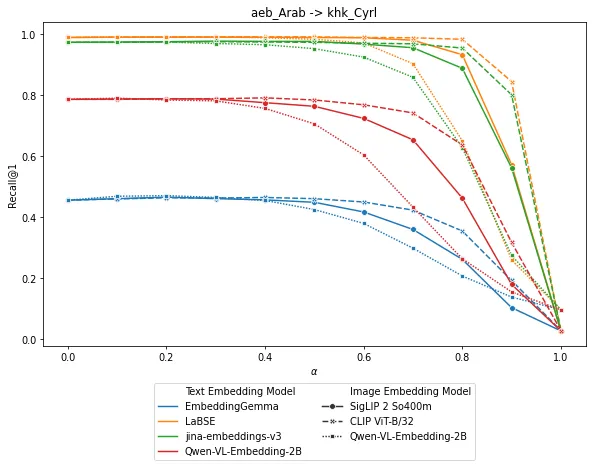 aeb_Arab -> khk_Cyrl
Recall@1
1.0
0.8
0.6
0.4
0.2
0.0
0.0 0.2 0.4 0.6 0.8 1.0
α
Text Embedding Model Image Embedding Model
EmbeddingGemma SigLIP 2 So400m
LaBSE CLIP ViT-B/32
jina-embeddings-v3 Qwen-VL-Embedding-2B
Qwen-VL-Embedding-2B